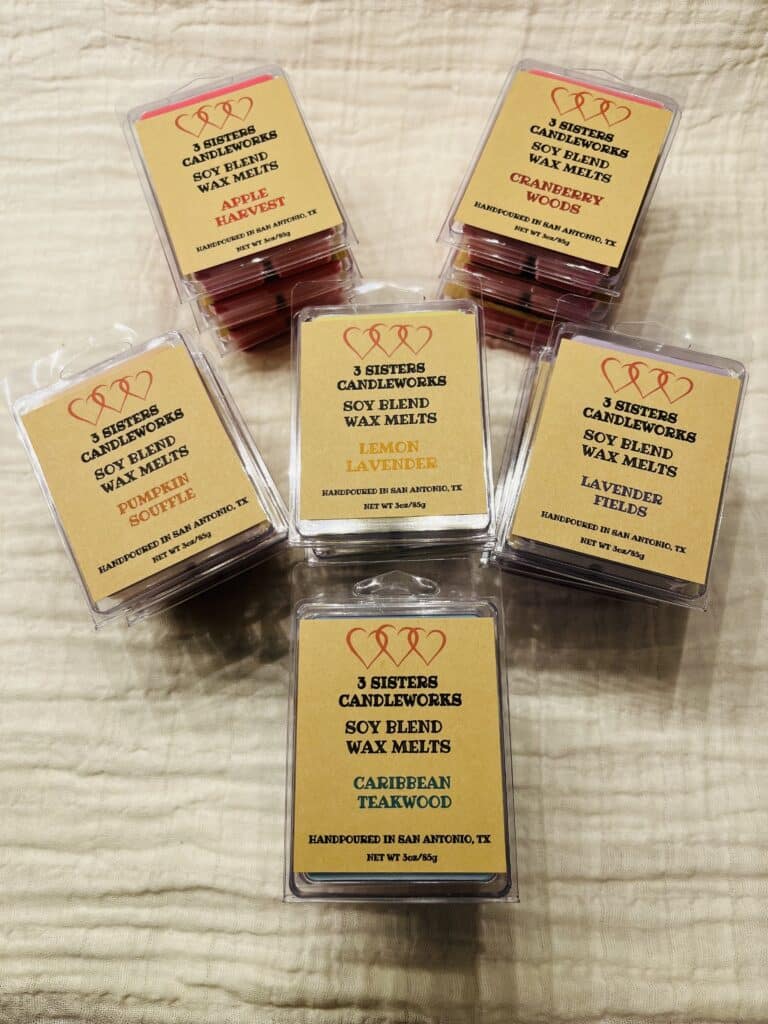 3 SISTERS
CANDLEWORKS
SOY BLEND
WAX MELTS
APPLE
HARVEST
HANDPOURED IN SAN ANTONIO, TX
NET WT 3oz/85g
3 SISTERS
CANDLEWORKS
SOY BLEND
WAX MELTS
CRANBERRY
WOODS
HANDPOURED IN SAN ANTONIO, TX
NET WT 3oz/85g
3 SISTERS
CANDLEWORKS
SOY BLEND
WAX MELTS
PUMPKIN
SOUFFLE
HANDPOURED IN SAN ANTONIO, TX
NET WT 3oz/85g
3 SISTERS
CANDLEWORKS
SOY BLEND
WAX MELTS
LEMON
LAVENDER
HANDPOURED IN SAN ANTONIO, TX
NET WT 3oz/85g
3 SISTERS
CANDLEWORKS
SOY BLEND
WAX MELTS
LAVENDER
FIELDS
HANDPOURED IN SAN ANTONIO, TX
NET WT 3oz/85g
3 SISTERS
CANDLEWORKS
SOY BLEND
WAX MELTS
CARIBBEAN
TEAKWOOD
HANDPOURED IN SAN ANTONIO, TX
NET WT 3oz/85g